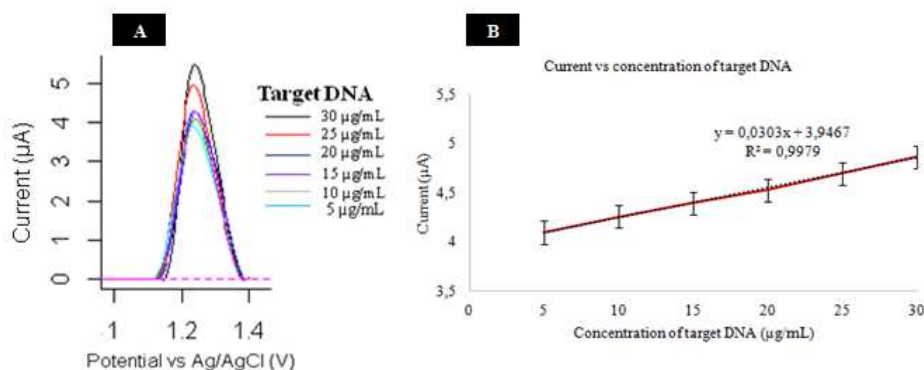 A
Current (µA)
5
4
3
2
1
0
Target DNA
30 µg/mL
25 µg/mL
20 µg/mL
15 µg/mL
10 µg/mL
5 µg/mL
1 1.2 1.4
Potential vs Ag/AgCl (V)
B
Current vs concentration of target DNA
Current (µA)
5,5
5
4,5
4
3,5
y = 0,0303x + 3,9467
R² = 0,9979
0 5 10 15 20 25 30
Concentration of target DNA (µg/mL)